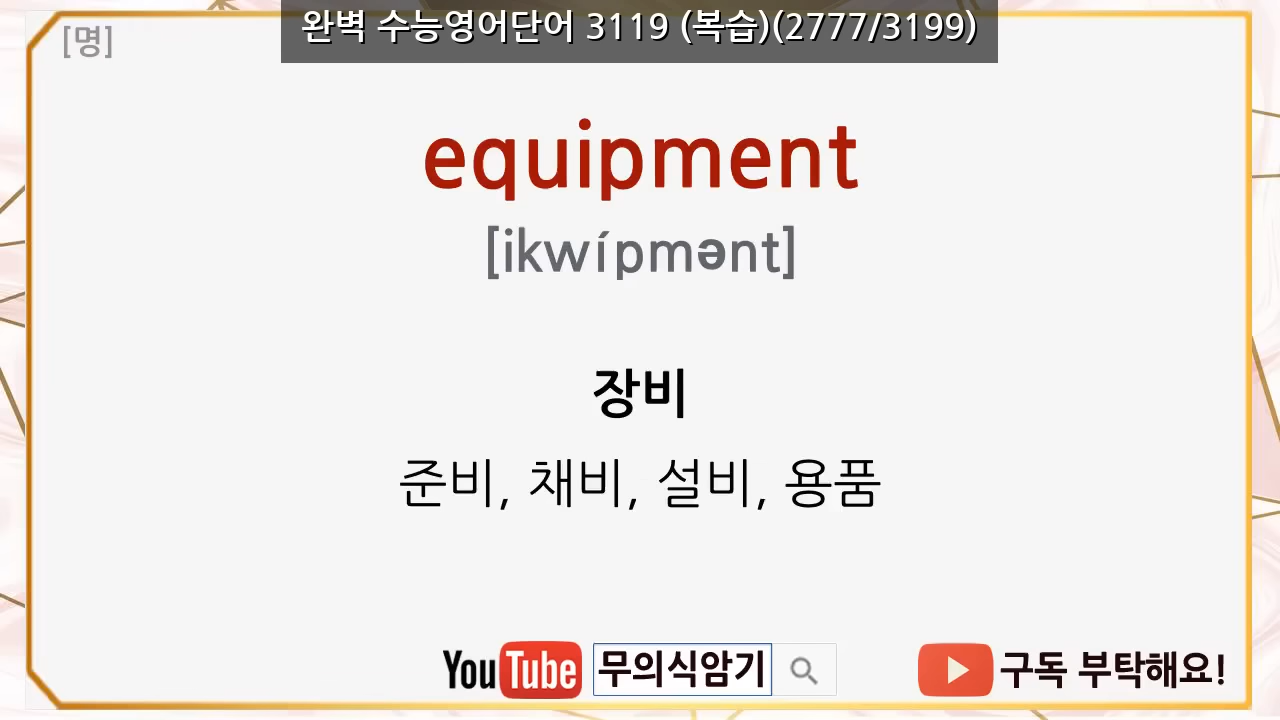 완벽 수능영어단어 3119 (복습)(2777/3199)
[명]
equipment
[ikwípmənt]
장비
준비, 채비, 설비, 용품
YouTube 무의식암기 구독 부탁해요!